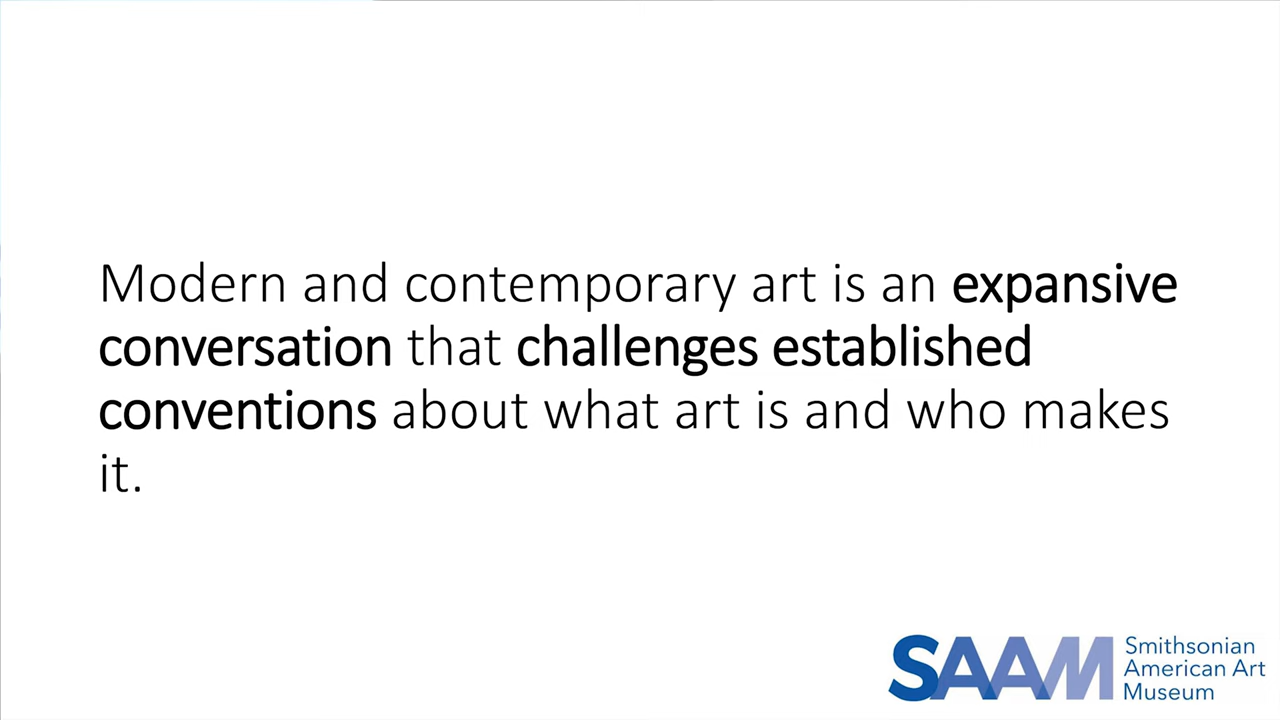 Modern and contemporary art is an expansive
conversation that challenges established
conventions about what art is and who makes
it.
SAAM
Smithsonian
American Art
Museum